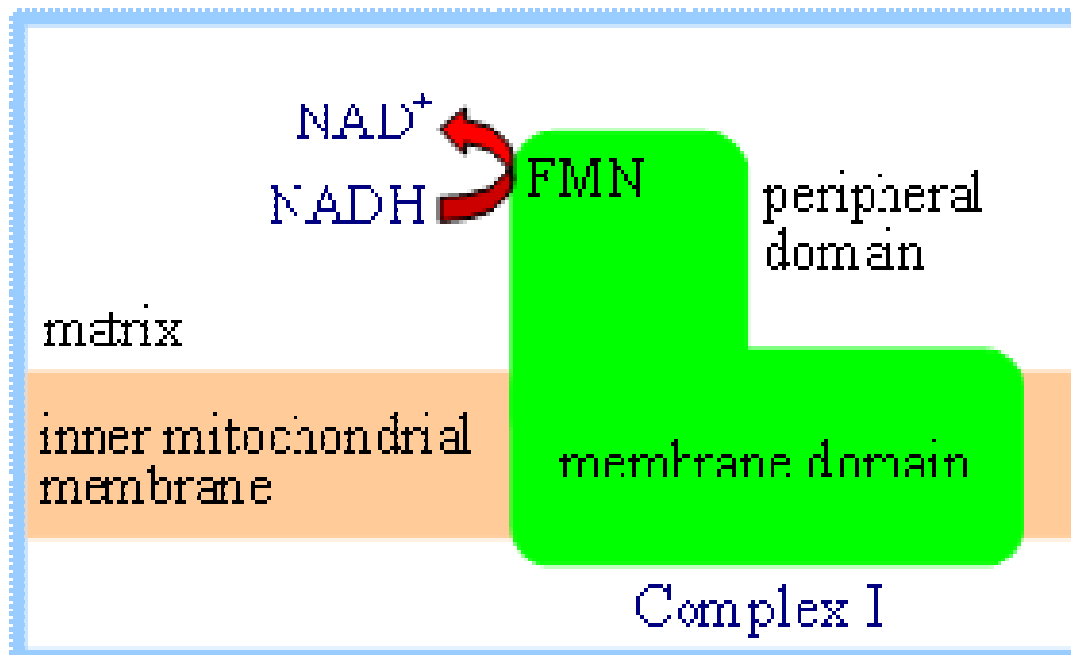 NAD⁺
NADH
FMN
peripheral
domain
matrix
inner mitochondrial
membrane
membrane domain
Complex I